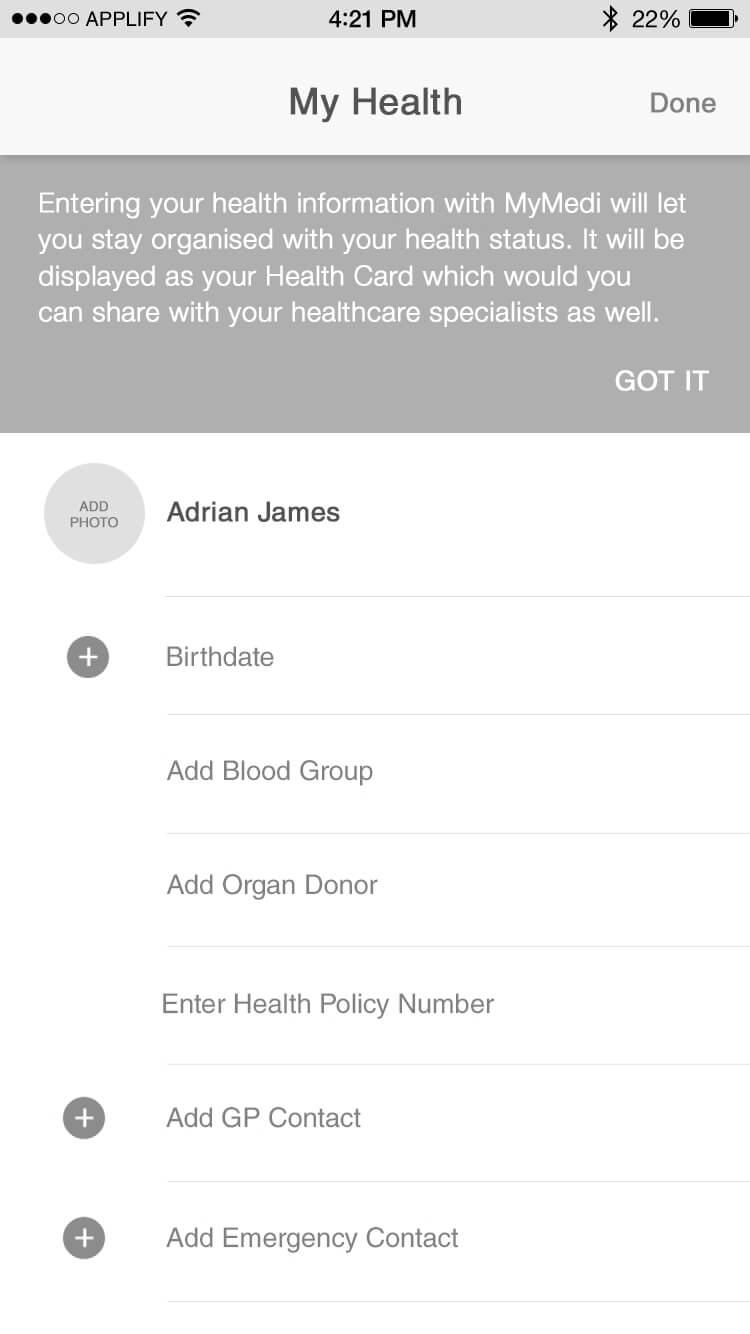 APPLIFY 4:21 PM 22%
My Health Done
Entering your health information with MyMedi will let
you stay organised with your health status. It will be
displayed as your Health Card which would you
can share with your healthcare specialists as well.
GOT IT
ADD
PHOTO
Adrian James
Birthdate
Add Blood Group
Add Organ Donor
Enter Health Policy Number
Add GP Contact
Add Emergency Contact